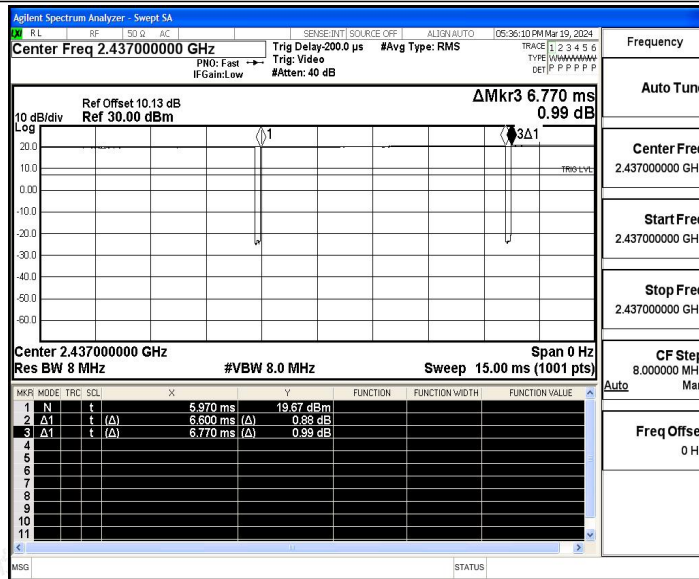 Agilent Spectrum Analyzer - Swept SA
RL RF 50 Ω AC SENSE:INT SOURCE OFF ALIGN AUTO 05:36:10 PM Mar 19, 2024
Center Freq 2.437000000 GHz
PNO: Fast
IFGain:Low
Trig Delay-200.0 µs
Trig: Video
#Atten: 40 dB
#Avg Type: RMS
TRACE 1 2 3 4 5 6
TYPE WWWWWW
DET P P P P P P
Frequency
Auto Tun
Center Fre
2.437000000 GH
Start Fre
2.437000000 GH
Stop Fre
2.437000000 GH
CF Step
8.000000 MH
Auto Ma
Freq Offse
0 H
ΔMkr3 6.770 ms
0.99 dB
Ref Offset 10.13 dB
10 dB/div Ref 30.00 dBm
Log
1
3Δ1
20.0
10.0
TRIG LVL
0.00
-10.0
-20.0
-30.0
-40.0
-50.0
-60.0
Center 2.437000000 GHz Span 0 Hz
Res BW 8 MHz #VBW 8.0 MHz Sweep 15.00 ms (1001 pts)
MKR MODE TRC SCL X Y FUNCTION FUNCTION WIDTH FUNCTION VALUE
1 N t 5.970 ms 19.67 dBm
2 Δ1 t (Δ) 6.600 ms (Δ) 0.88 dB
3 Δ1 t (Δ) 6.770 ms (Δ) 0.99 dB
4
5
6
7
8
9
10
11
MSG STATUS